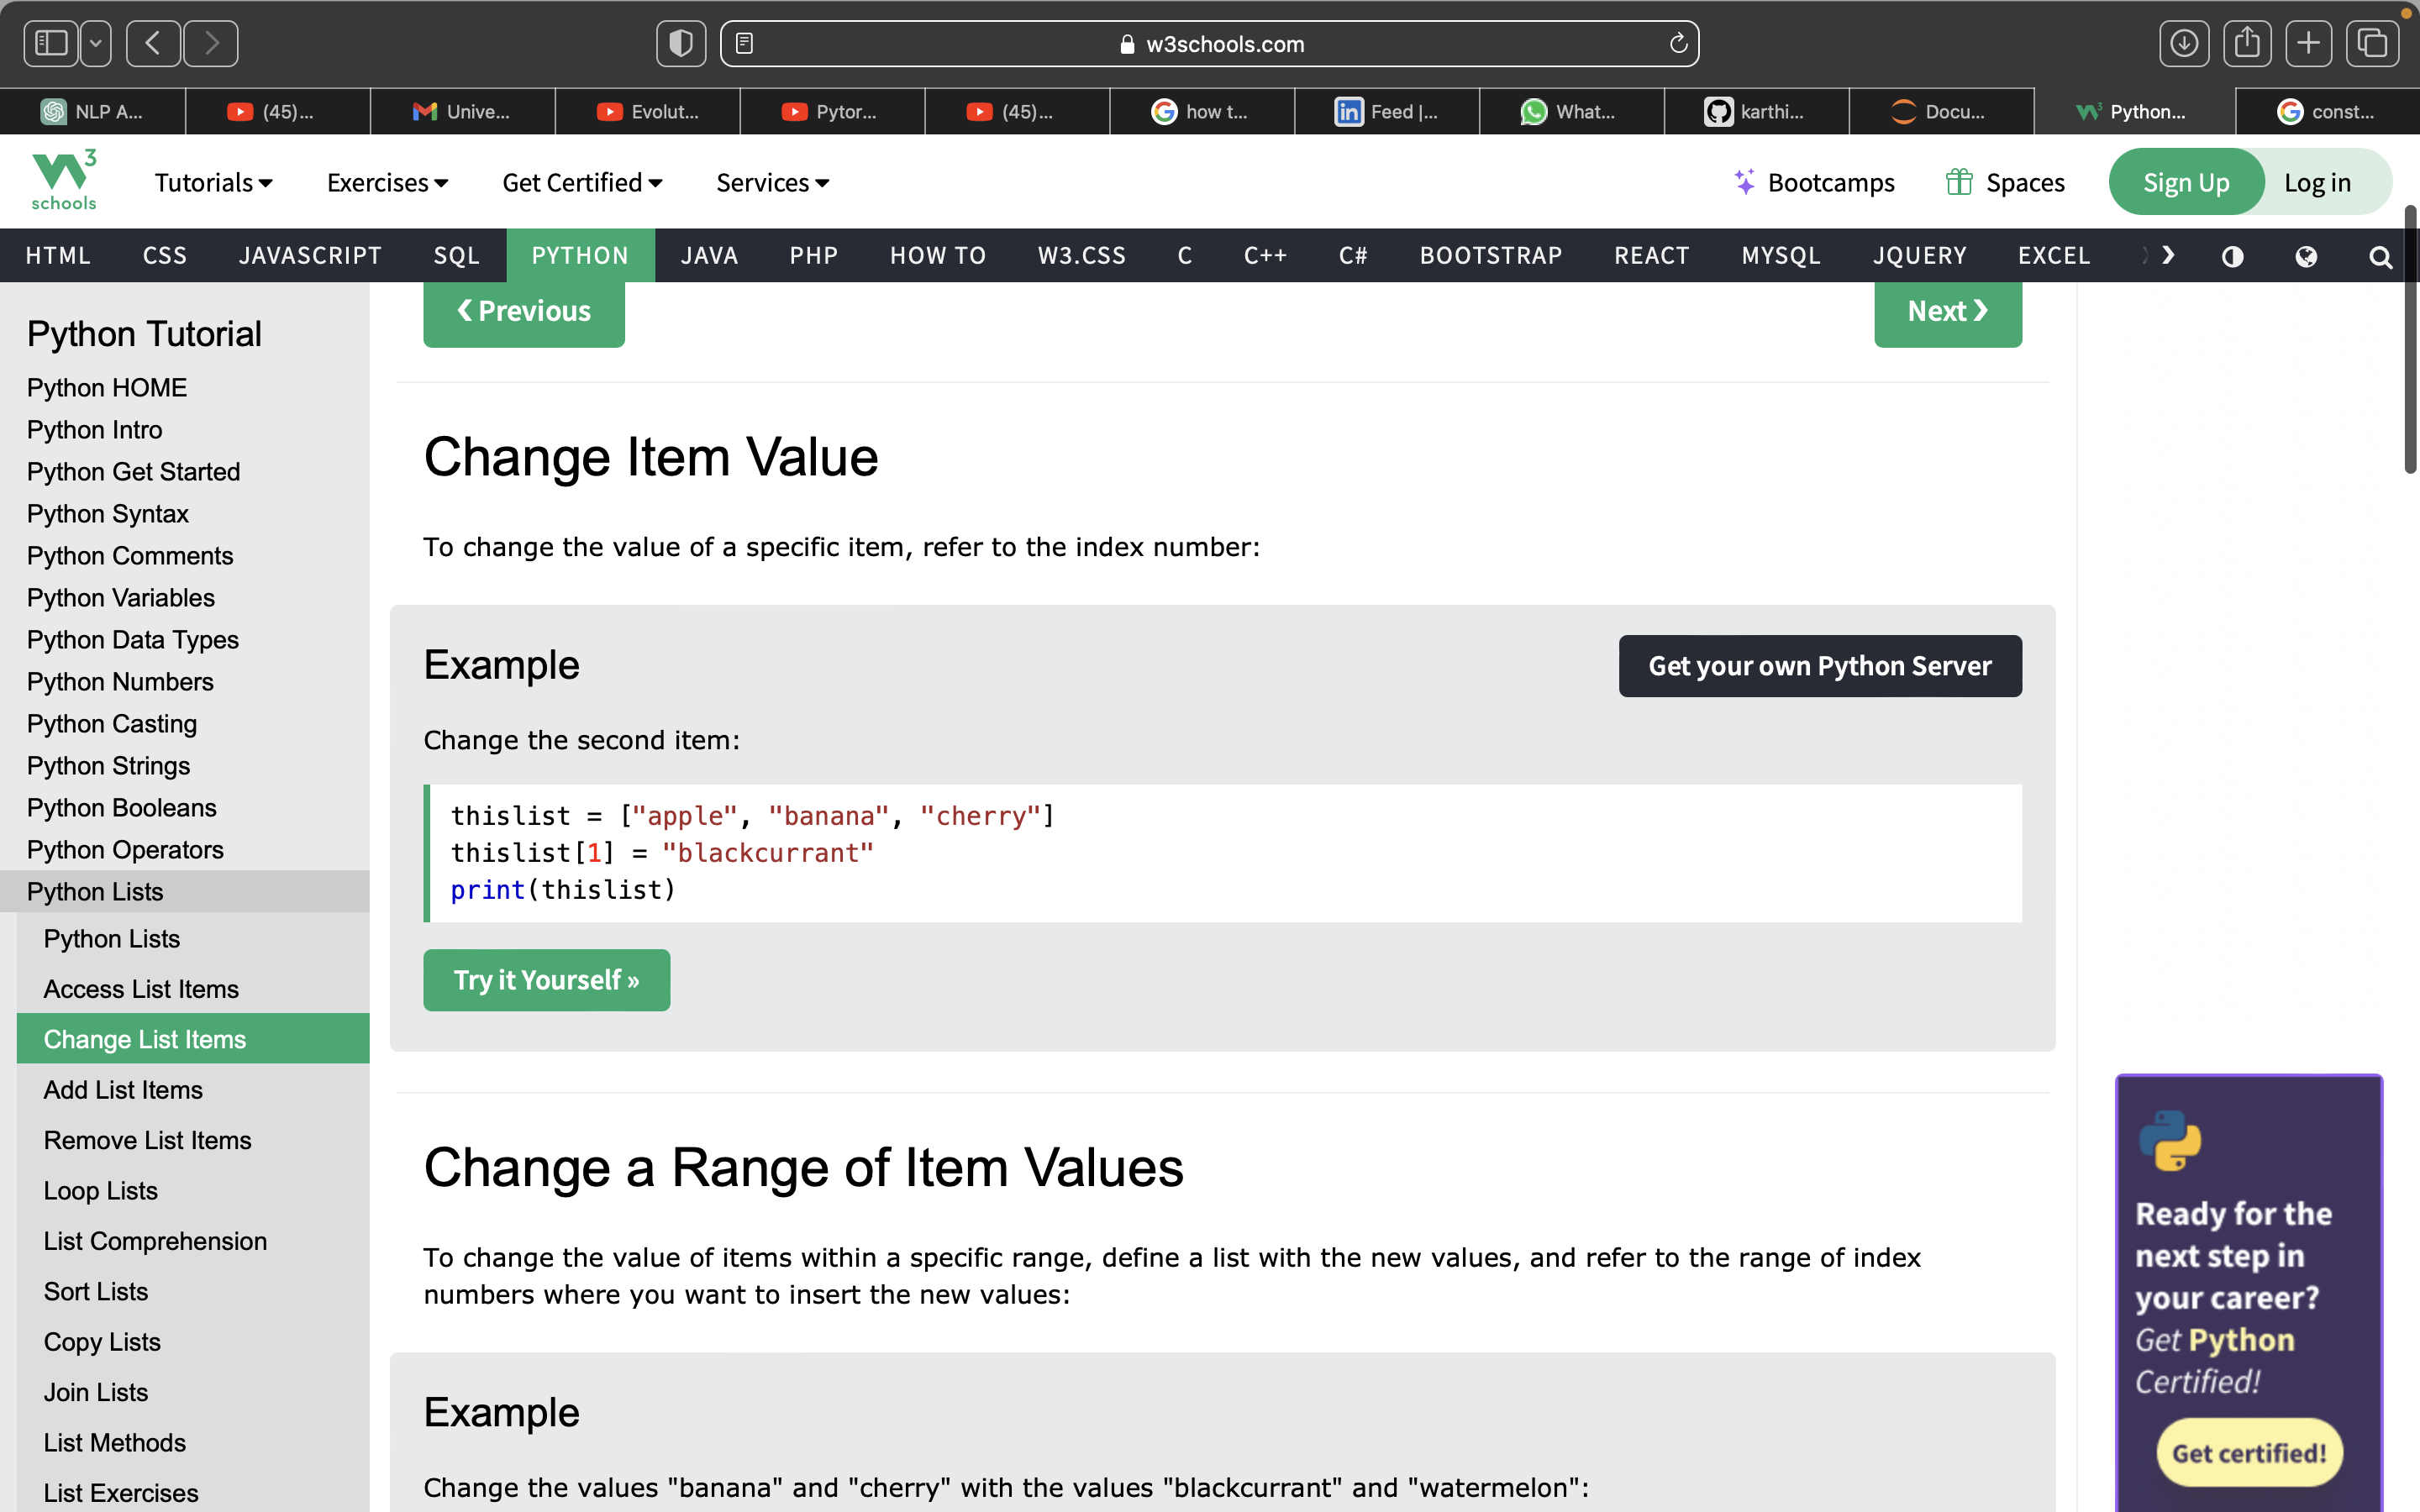 w3schools.com
NLP A...
(45)...
Unive...
Evolut...
Pytor...
(45)...
how t...
Feed |...
What...
karthi...
Docu...
Python...
const...
3
schools
Tutorials
Exercises
Get Certified
Services
Bootcamps
Spaces
Sign Up
Log in
HTML
CSS
JAVASCRIPT
SQL
PYTHON
JAVA
PHP
HOW TO
W3.CSS
C
C++
C#
BOOTSTRAP
REACT
MYSQL
JQUERY
EXCEL
❮ Previous
Next ❯
Python Tutorial
Python HOME
Python Intro
Python Get Started
Python Syntax
Python Comments
Python Variables
Python Data Types
Python Numbers
Python Casting
Python Strings
Python Booleans
Python Operators
Python Lists
Python Lists
Access List Items
Change List Items
Add List Items
Remove List Items
Loop Lists
List Comprehension
Sort Lists
Copy Lists
Join Lists
List Methods
List Exercises
Change Item Value
To change the value of a specific item, refer to the index number:
Example
Get your own Python Server
Change the second item:
thislist = ["apple", "banana", "cherry"]
thislist[1] = "blackcurrant"
print(thislist)
Try it Yourself »
Change a Range of Item Values
To change the value of items within a specific range, define a list with the new values, and refer to the range of index
numbers where you want to insert the new values:
Example
Change the values "banana" and "cherry" with the values "blackcurrant" and "watermelon":
Ready for the
next step in
your career?
Get Python
Certified!
Get certified!